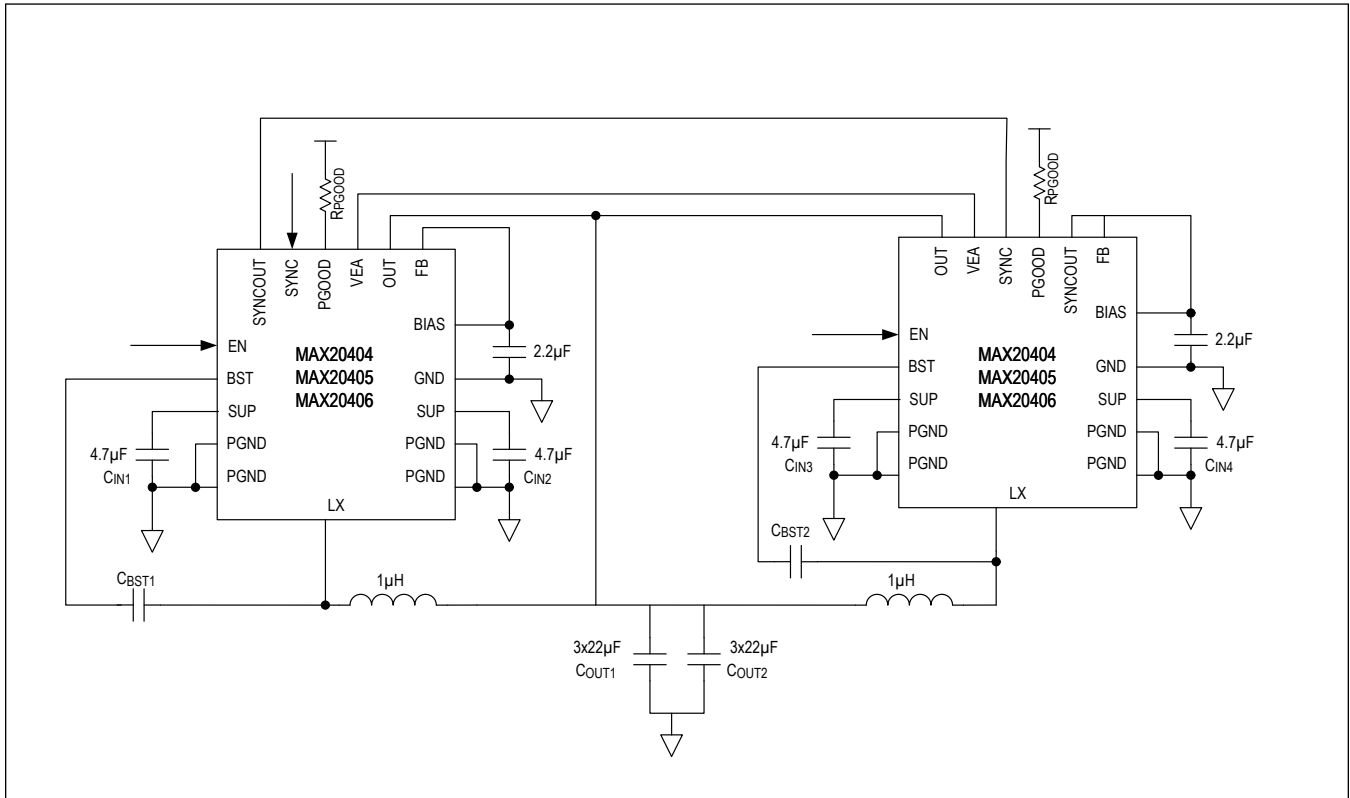 RPGOOD
SYNCOUT
SYNC
PGOOD
VEA
OUT
FB
EN
BST
SUP
PGND
PGND
MAX20404
MAX20405
MAX20406
BIAS
GND
SUP
PGND
PGND
LX
2.2µF
4.7µF
CIN1
4.7µF
CIN2
CBST1
1µH
RPGOOD
OUT
VEA
SYNC
PGOOD
SYNCOUT
FB
EN
BST
SUP
PGND
PGND
MAX20404
MAX20405
MAX20406
BIAS
GND
SUP
PGND
PGND
LX
2.2µF
4.7µF
CIN3
4.7µF
CIN4
CBST2
1µH
3x22µF
COUT1
3x22µF
COUT2